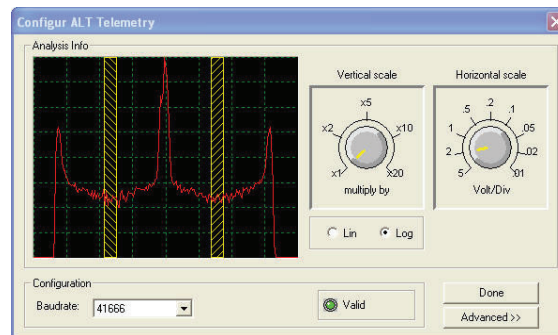 Configur ALT Telemetry
Analysis Info
Vertical scale
x1
x2
x5
x10
x20
multiply by
Horizontal scale
5
2
1
.5
.2
.1
.05
.02
.01
Volt/Div
Lin
Log
Configuration
Baudrate: 41666
Valid
Done
Advanced >>